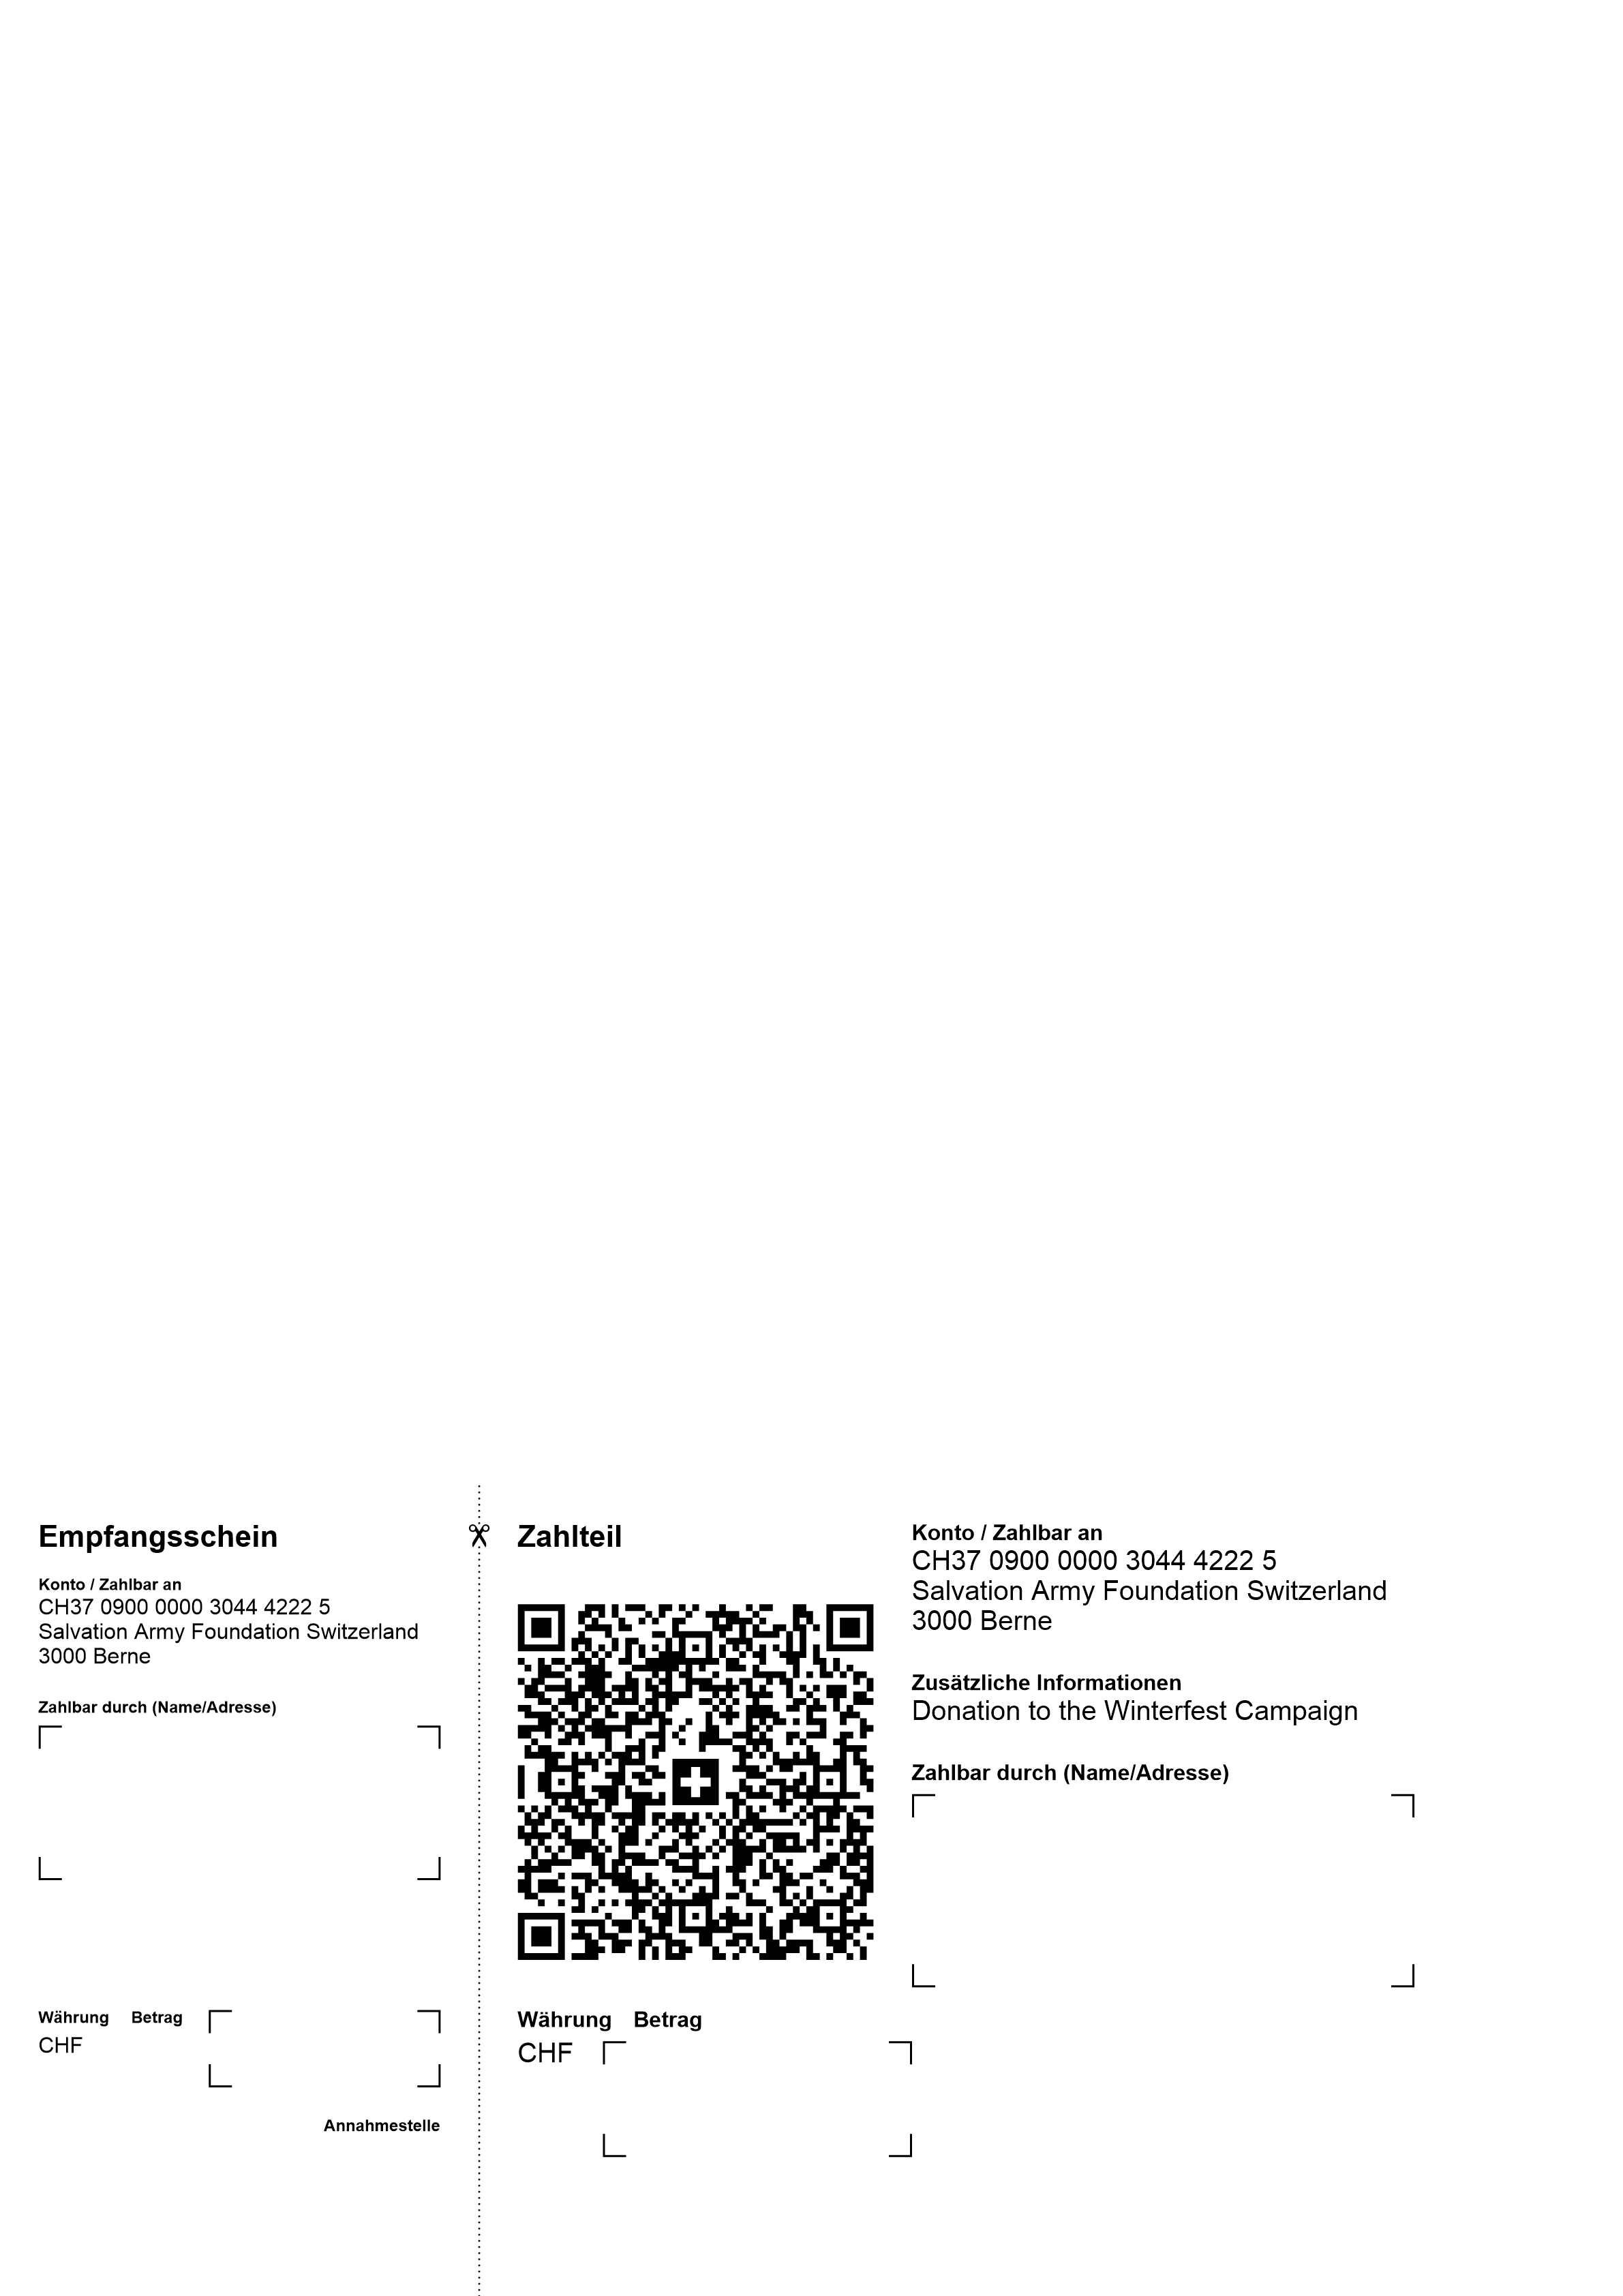 Empfangsschein
Konto / Zahlbar an
CH37 0900 0000 3044 4222 5
Salvation Army Foundation Switzerland
3000 Berne
Zahlbar durch (Name/Adresse)
Währung Betrag
CHF
Annahmestelle
Zahlteil
Währung Betrag
CHF
Konto / Zahlbar an
CH37 0900 0000 3044 4222 5
Salvation Army Foundation Switzerland
3000 Berne
Zusätzliche Informationen
Donation to the Winterfest Campaign
Zahlbar durch (Name/Adresse)